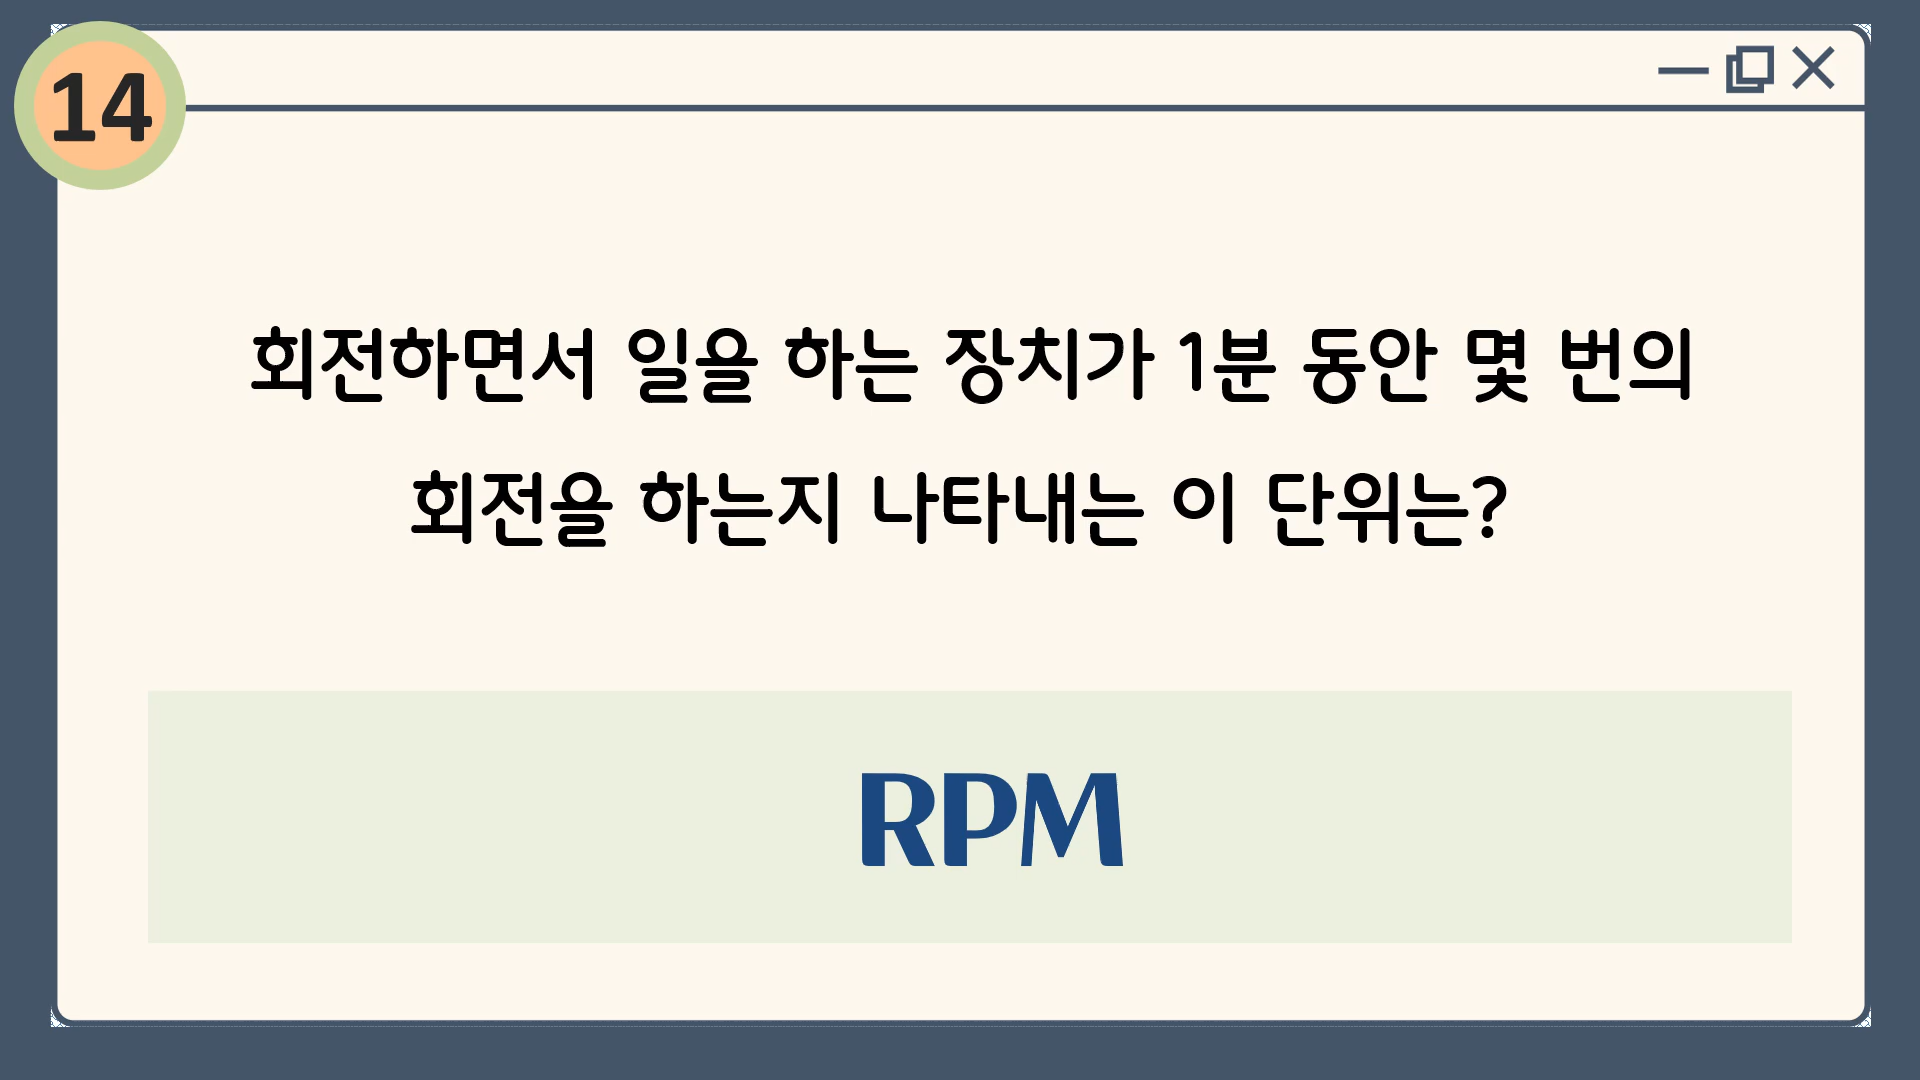 14
회전하면서 일을 하는 장치가 1분 동안 몇 번의
회전을 하는지 나타내는 이 단위는?
RPM